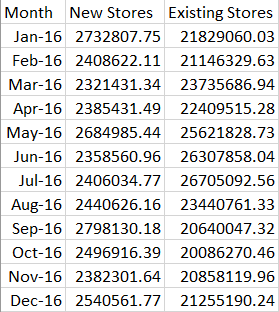 Month New Stores Existing Stores
Jan-16 2732807.75 21829060.03
Feb-16 2408622.11 21146329.63
Mar-16 2321431.34 23735686.94
Apr-16 2385431.49 22409515.28
May-16 2684985.44 25621828.73
Jun-16 2358560.96 26307858.04
Jul-16 2406034.77 26705092.56
Aug-16 2440626.16 23440761.33
Sep-16 2798130.18 20640047.32
Oct-16 2496916.39 20086270.46
Nov-16 2382301.64 20858119.96
Dec-16 2540561.77 21255190.24